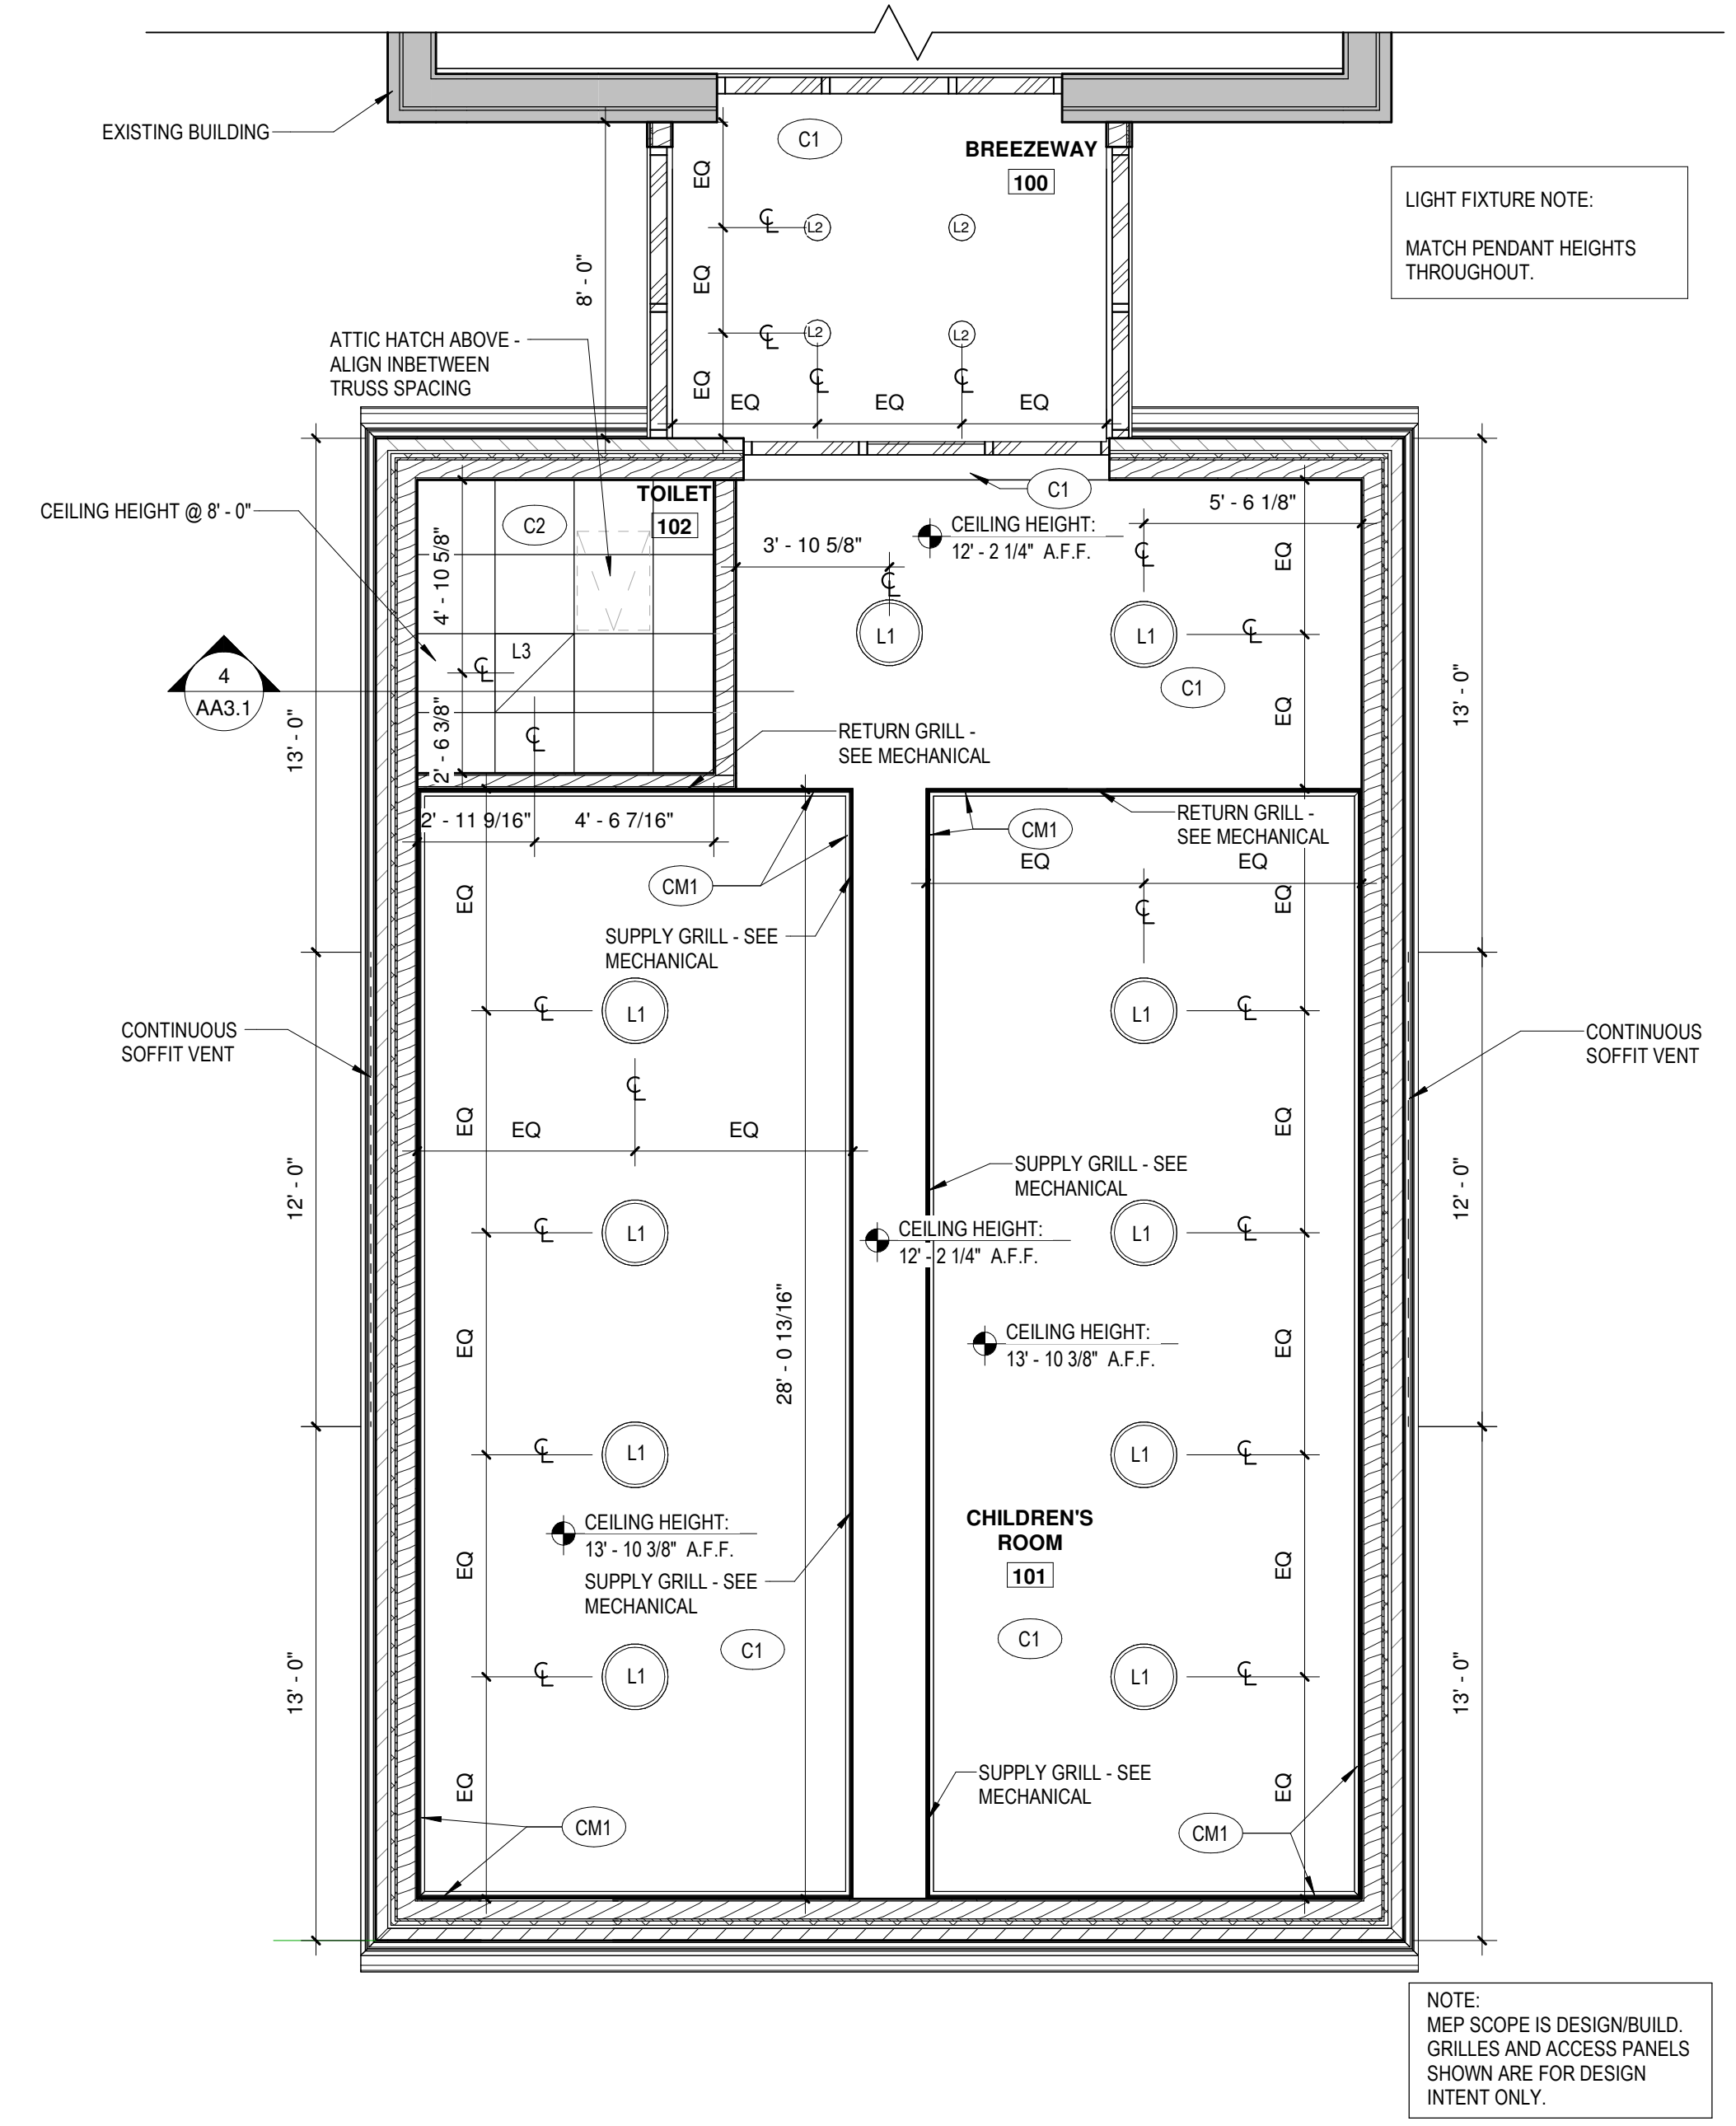 EXISTING BUILDING
C1
BREEZEWAY
100
EQ
EQ
EQ
℄
L2
L2
℄
L2
L2
℄
℄
EQ
EQ
EQ
8' - 0"
LIGHT FIXTURE NOTE:
MATCH PENDANT HEIGHTS
THROUGHOUT.
ATTIC HATCH ABOVE -
ALIGN INBETWEEN
TRUSS SPACING
CEILING HEIGHT @ 8' - 0"
TOILET
102
C2
C1
CEILING HEIGHT:
12' - 2 1/4" A.F.F.
5' - 6 1/8"
3' - 10 5/8"
4' - 10 5/8"
2' - 6 3/8"
℄
℄
EQ
EQ
L3
℄
℄
L1
L1
℄
C1
4
AA3.1
13' - 0"
13' - 0"
RETURN GRILL -
SEE MECHANICAL
RETURN GRILL -
SEE MECHANICAL
2' - 11 9/16"
4' - 6 7/16"
CM1
CM1
EQ
EQ
℄
SUPPLY GRILL - SEE
MECHANICAL
EQ
EQ
℄
L1
L1
℄
CONTINUOUS
SOFFIT VENT
CONTINUOUS
SOFFIT VENT
℄
EQ
EQ
EQ
EQ
SUPPLY GRILL - SEE
MECHANICAL
12' - 0"
12' - 0"
℄
L1
L1
℄
CEILING HEIGHT:
12' - 2 1/4" A.F.F.
28' - 0 13/16"
EQ
EQ
CEILING HEIGHT:
13' - 10 3/8" A.F.F.
℄
L1
L1
℄
CEILING HEIGHT:
13' - 10 3/8" A.F.F.
SUPPLY GRILL - SEE
MECHANICAL
CHILDREN'S
ROOM
101
EQ
EQ
C1
C1
13' - 0"
13' - 0"
℄
L1
L1
℄
EQ
EQ
SUPPLY GRILL - SEE
MECHANICAL
CM1
CM1
NOTE:
MEP SCOPE IS DESIGN/BUILD.
GRILLES AND ACCESS PANELS
SHOWN ARE FOR DESIGN
INTENT ONLY.